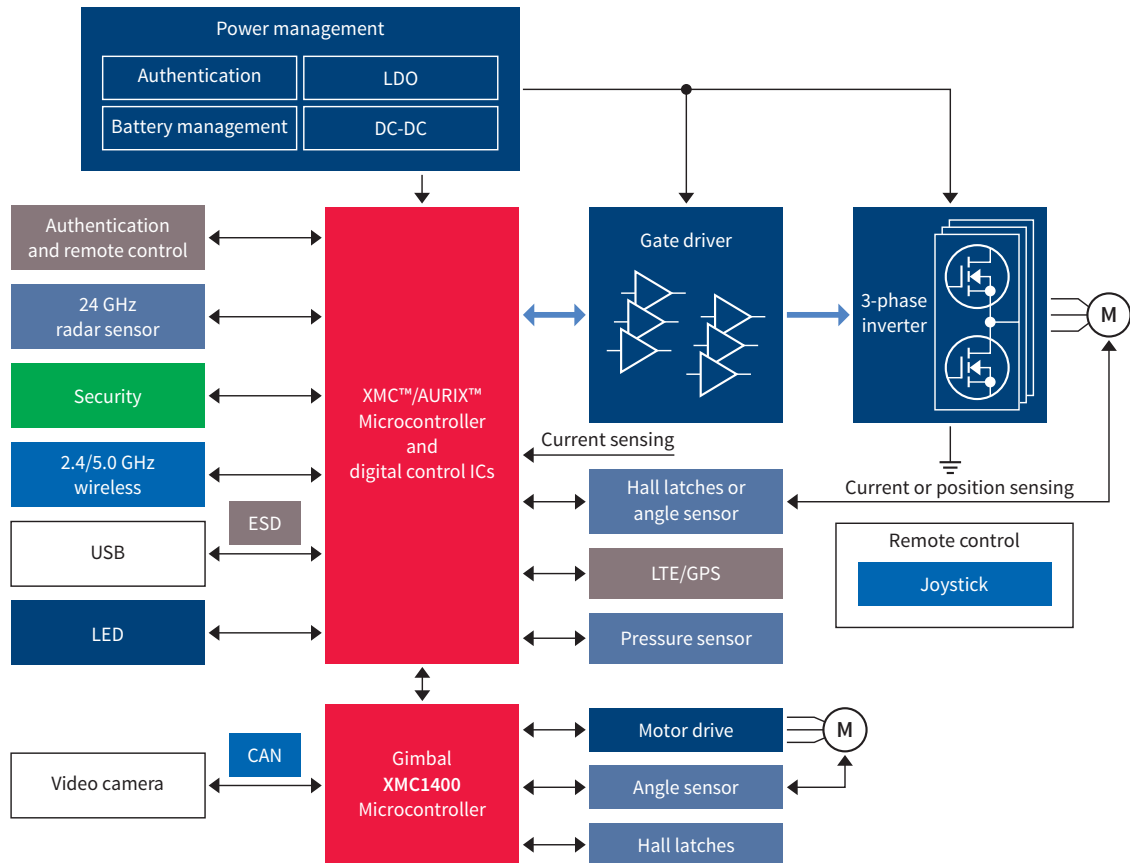 Power management
Authentication
LDO
Battery management
DC-DC
Authentication
and remote control
24 GHz
radar sensor
Security
2.4/5.0 GHz
wireless
USB
ESD
LED
XMC™/AURIX™
Microcontroller
and
digital control ICs
Gate driver
3-phase
inverter
M
Current sensing
Current or position sensing
Hall latches or
angle sensor
LTE/GPS
Pressure sensor
Remote control
Joystick
Video camera
CAN
Gimbal
XMC1400
Microcontroller
Motor drive
M
Angle sensor
Hall latches